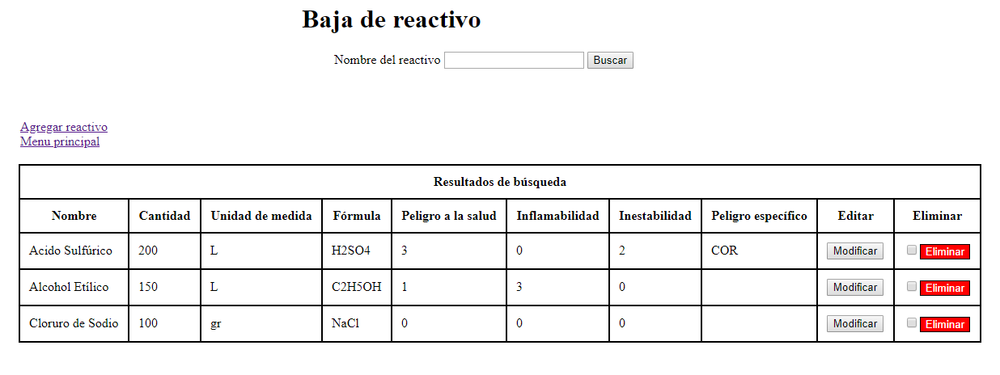 Baja de reactivo
Nombre del reactivo Buscar
Agregar reactivo
Menu principal
Resultados de búsqueda
Nombre Cantidad Unidad de medida Fórmula Peligro a la salud Inflamabilidad Inestabilidad Peligro específico Editar Eliminar
Acido Sulfúrico 200 L H2SO4 3 0 2 COR Modificar Eliminar
Alcohol Etílico 150 L C2H5OH 1 3 0 Modificar Eliminar
Cloruro de Sodio 100 gr NaCl 0 0 0 Modificar Eliminar